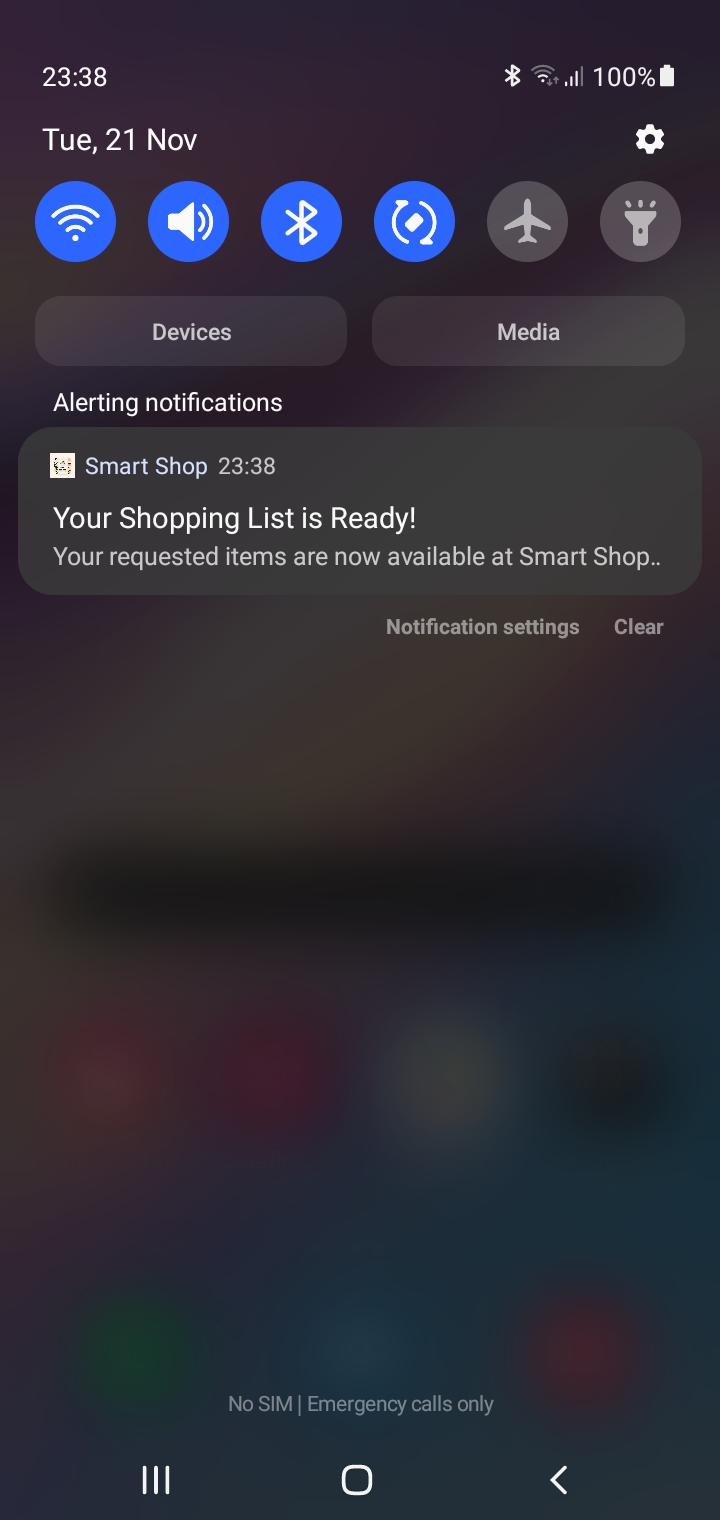 23:38 100%
Tue, 21 Nov
Devices Media
Alerting notifications
Smart Shop 23:38
Your Shopping List is Ready!
Your requested items are now available at Smart Shop..
Notification settings Clear
No SIM | Emergency calls only